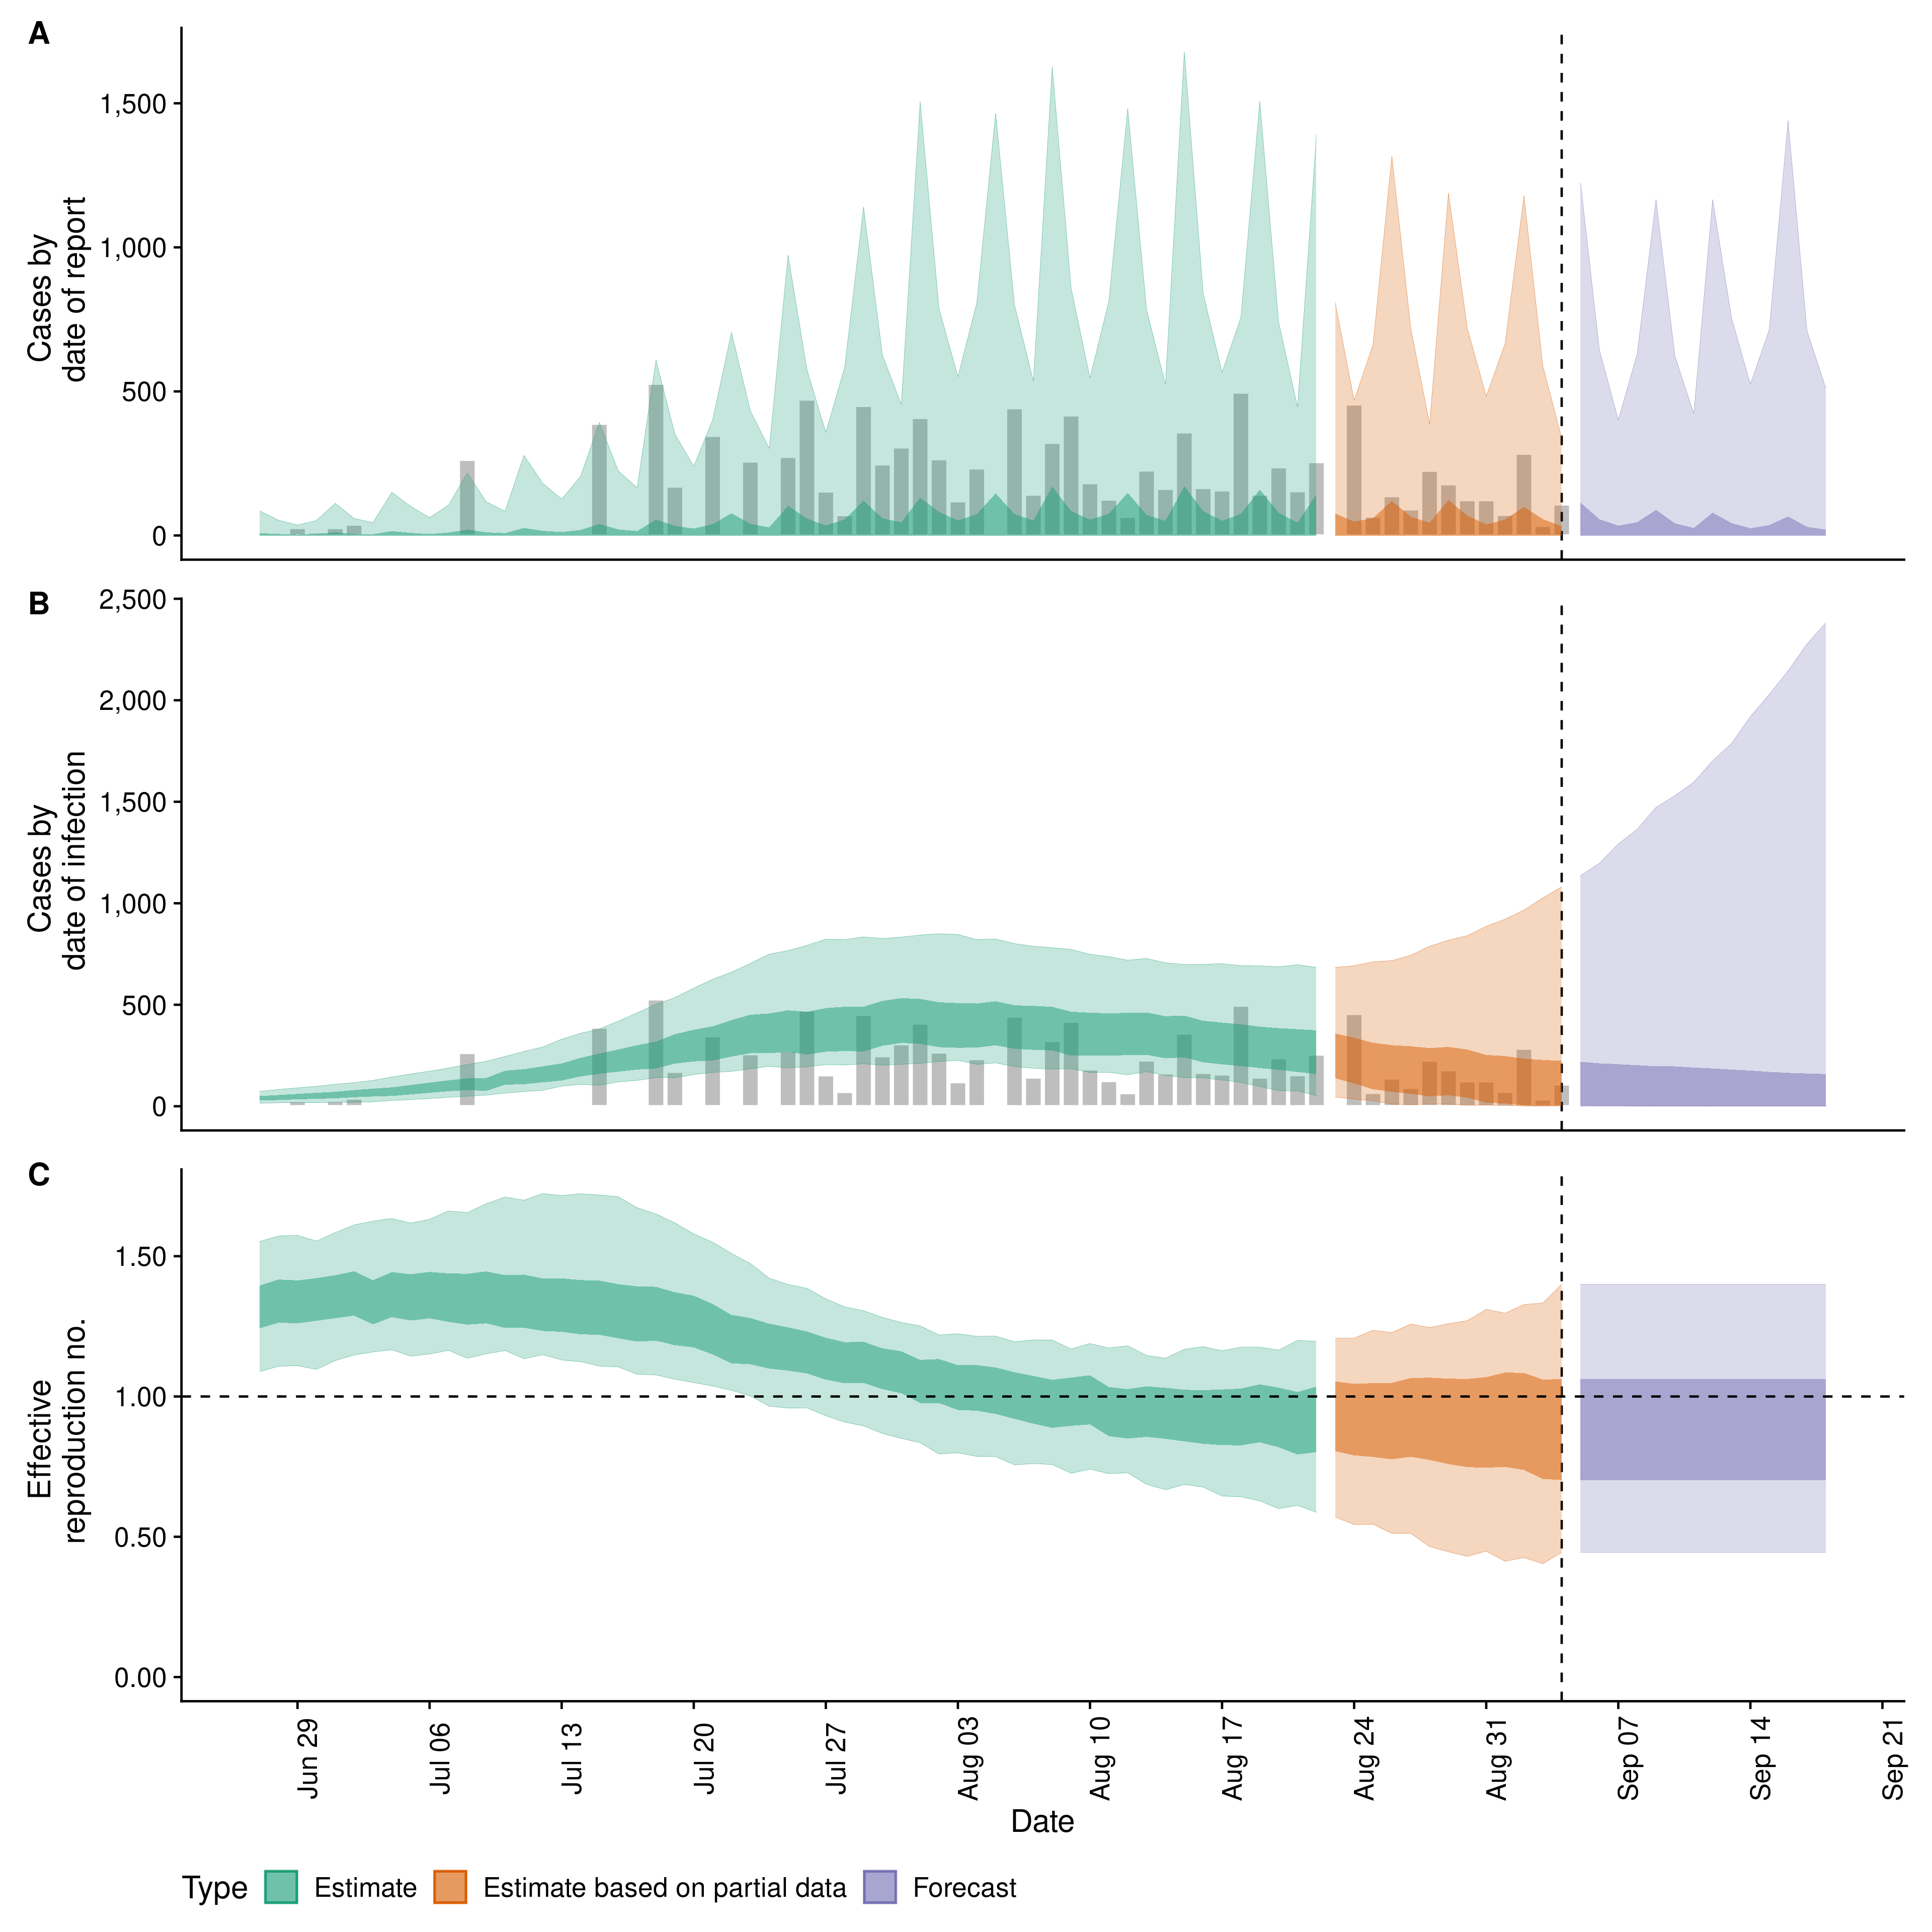 A
Cases by
date of report
1,500
1,000
500
0
B
Cases by
date of infection
2,500
2,000
1,500
1,000
500
0
C
Effective
reproduction no.
1.50
1.00
0.50
0.00
Jun 29
Jul 06
Jul 13
Jul 20
Jul 27
Aug 03
Aug 10
Aug 17
Aug 24
Aug 31
Sep 07
Sep 14
Sep 21
Date
Type Estimate Estimate based on partial data Forecast